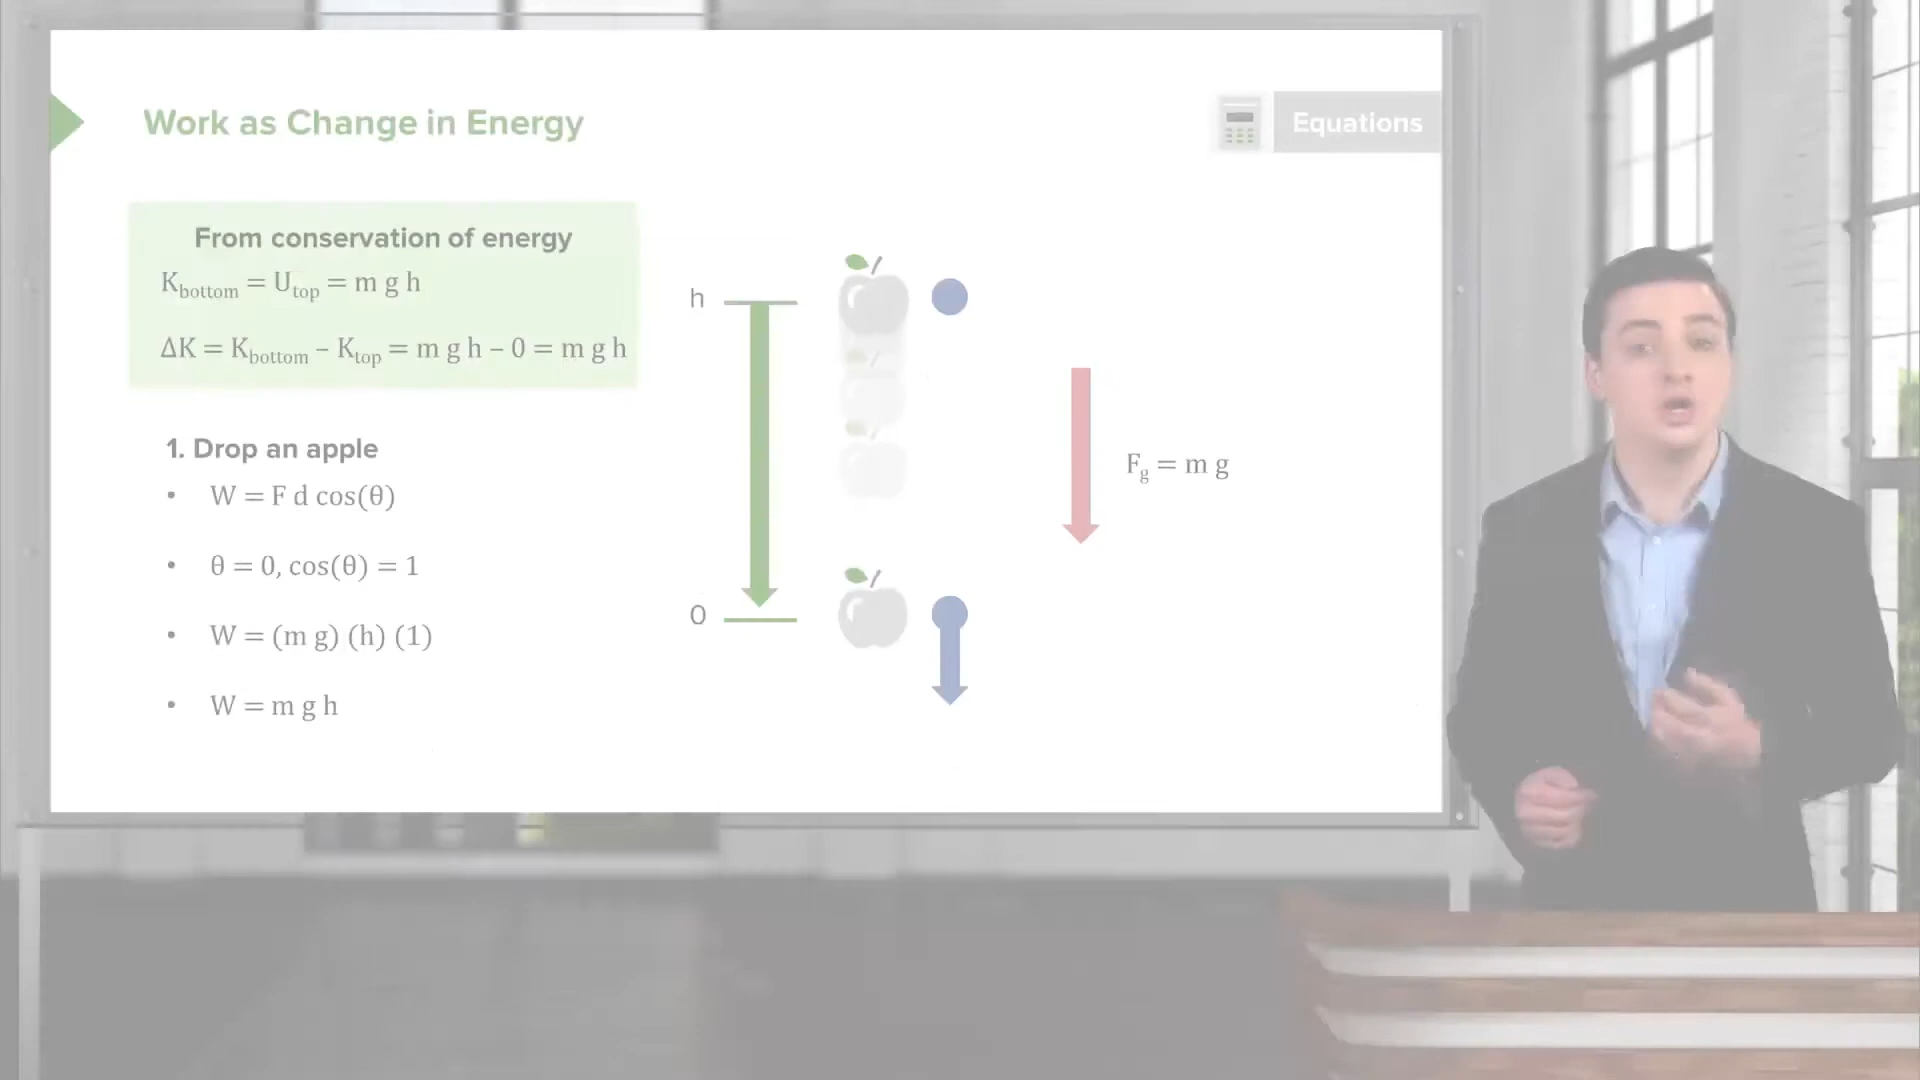 Work as Change in Energy
Equations
From conservation of energy
K_bottom = U_top = m g h
ΔK = K_bottom – K_top = m g h – 0 = m g h
1. Drop an apple
• W = F d cos(θ)
• θ = 0, cos(θ) = 1
• W = (m g) (h) (1)
• W = m g h
h
0
F_g = m g